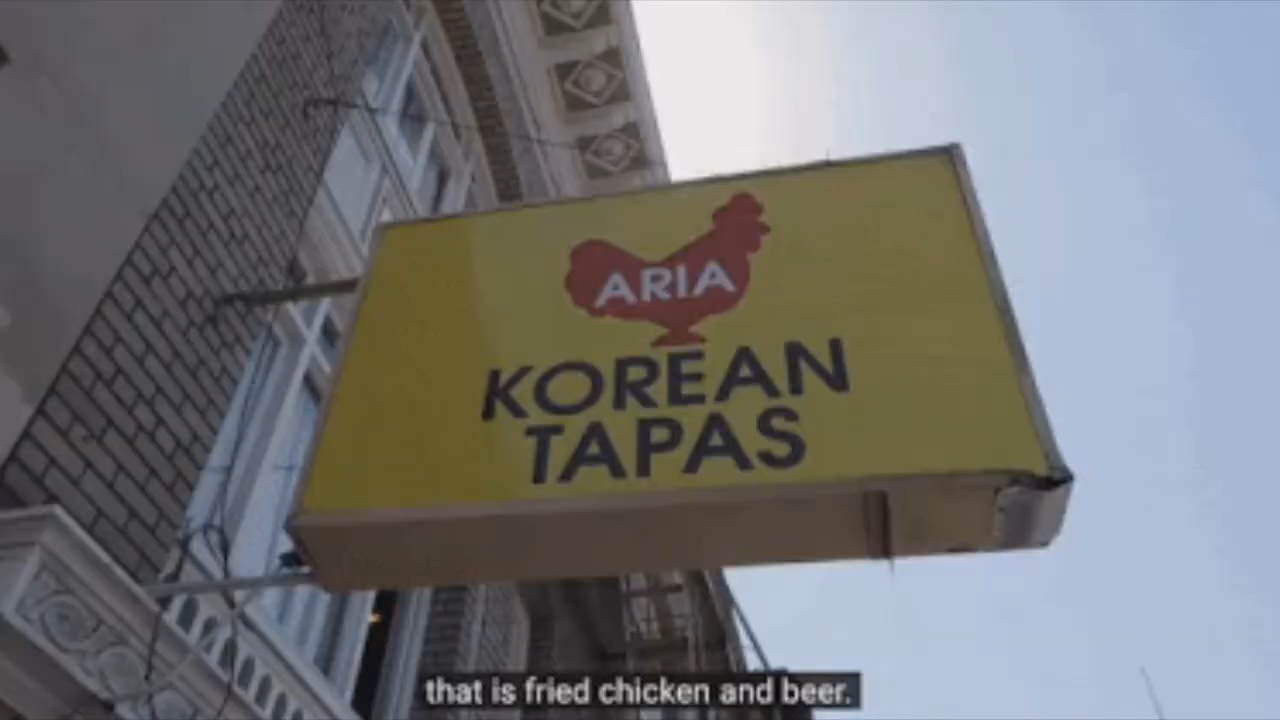 ARIA
KOREAN
TAPAS
that is fried chicken and beer.